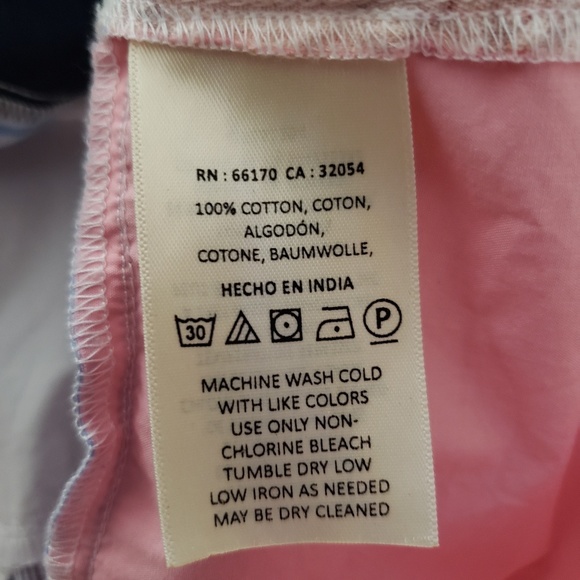 RN : 66170 CA : 32054
100% COTTON, COTON,
ALGODÓN,
COTONE, BAUMWOLLE,
HECHO EN INDIA
30 P
MACHINE WASH COLD
WITH LIKE COLORS
USE ONLY NON-
CHLORINE BLEACH
TUMBLE DRY LOW
LOW IRON AS NEEDED
MAY BE DRY CLEANED